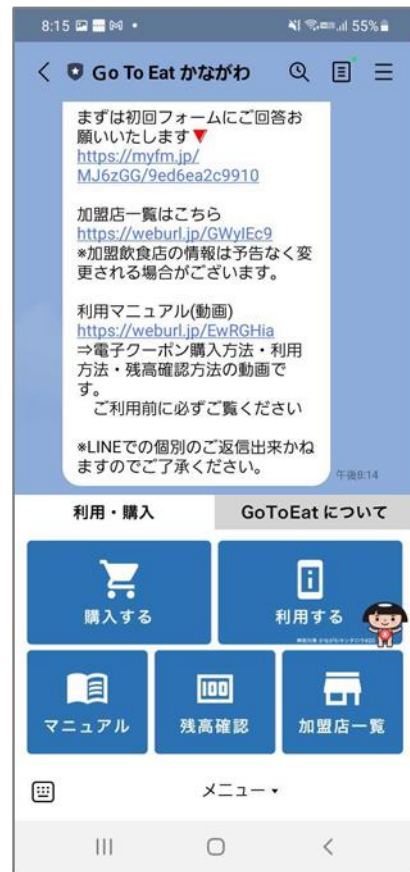 8:15
55%
Go To Eat かながわ
まずは初回フォームにご回答お
願いいたします
https://myfm.jp/
MJ6zGG/9ed6ea2c9910
加盟店一覧はこちら
https://weburl.jp/GWylEc9
※加盟飲食店の情報は予告なく変
更される場合がございます。
利用マニュアル(動画)
https://weburl.jp/EwRGHia
⇒電子クーポン購入方法・利用
方法・残高確認方法の動画で
す。
ご利用前に必ずご覧ください
※LINEでの個別のご返信出来かね
ますのでご了承ください。
午後8:14
利用・購入
GoToEat について
購入する
利用する
マニュアル
残高確認
加盟店一覧
メニュー